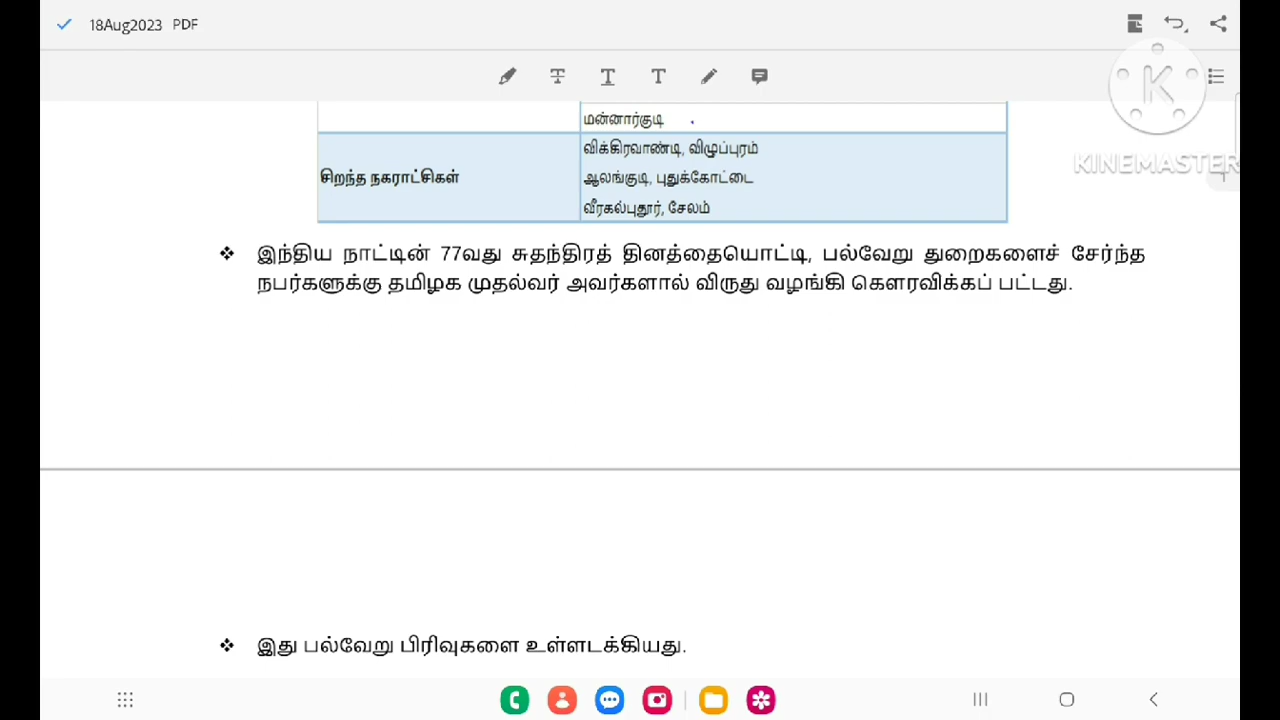 18Aug2023 PDF
KINEMASTER
மன்னார்குடி
சிறந்த நகராட்சிகள்
விக்கிரவாண்டி, விழுப்புரம்
ஆலங்குடி, புதுக்கோட்டை
வீரகல்புதூர், சேலம்
❖ இந்திய நாட்டின் 77வது சுதந்திரத் தினத்தையொட்டி, பல்வேறு துறைகளைச் சேர்ந்த
நபர்களுக்கு தமிழக முதல்வர் அவர்களால் விருது வழங்கி கௌரவிக்கப் பட்டது.
❖ இது பல்வேறு பிரிவுகளை உள்ளடக்கியது.